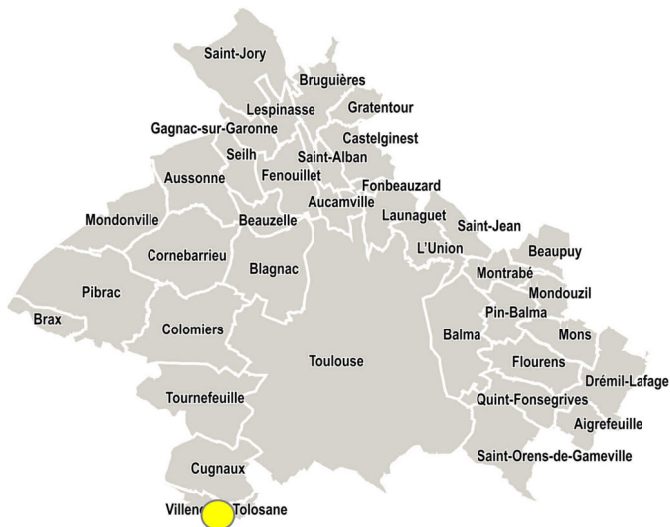 Saint-Jory
Bruguières
Lespinasse
Gratentour
Gagnac-sur-Garonne
Castelginest
Seilh
Saint-Alban
Aussonne
Fenouillet
Fonbeauzard
Aucamville
Launaguet
Mondonville
Beauzelle
Saint-Jean
L'Union
Beaupuy
Cornebarrieu
Blagnac
Montrabé
Pibrac
Mondouzil
Pin-Balma
Brax
Colomiers
Balma
Mons
Toulouse
Flourens
Drémil-Lafage
Tournefeuille
Quint-Fonsegrives
Aigrefeuille
Saint-Orens-de-Gameville
Cugnaux
Tolosane